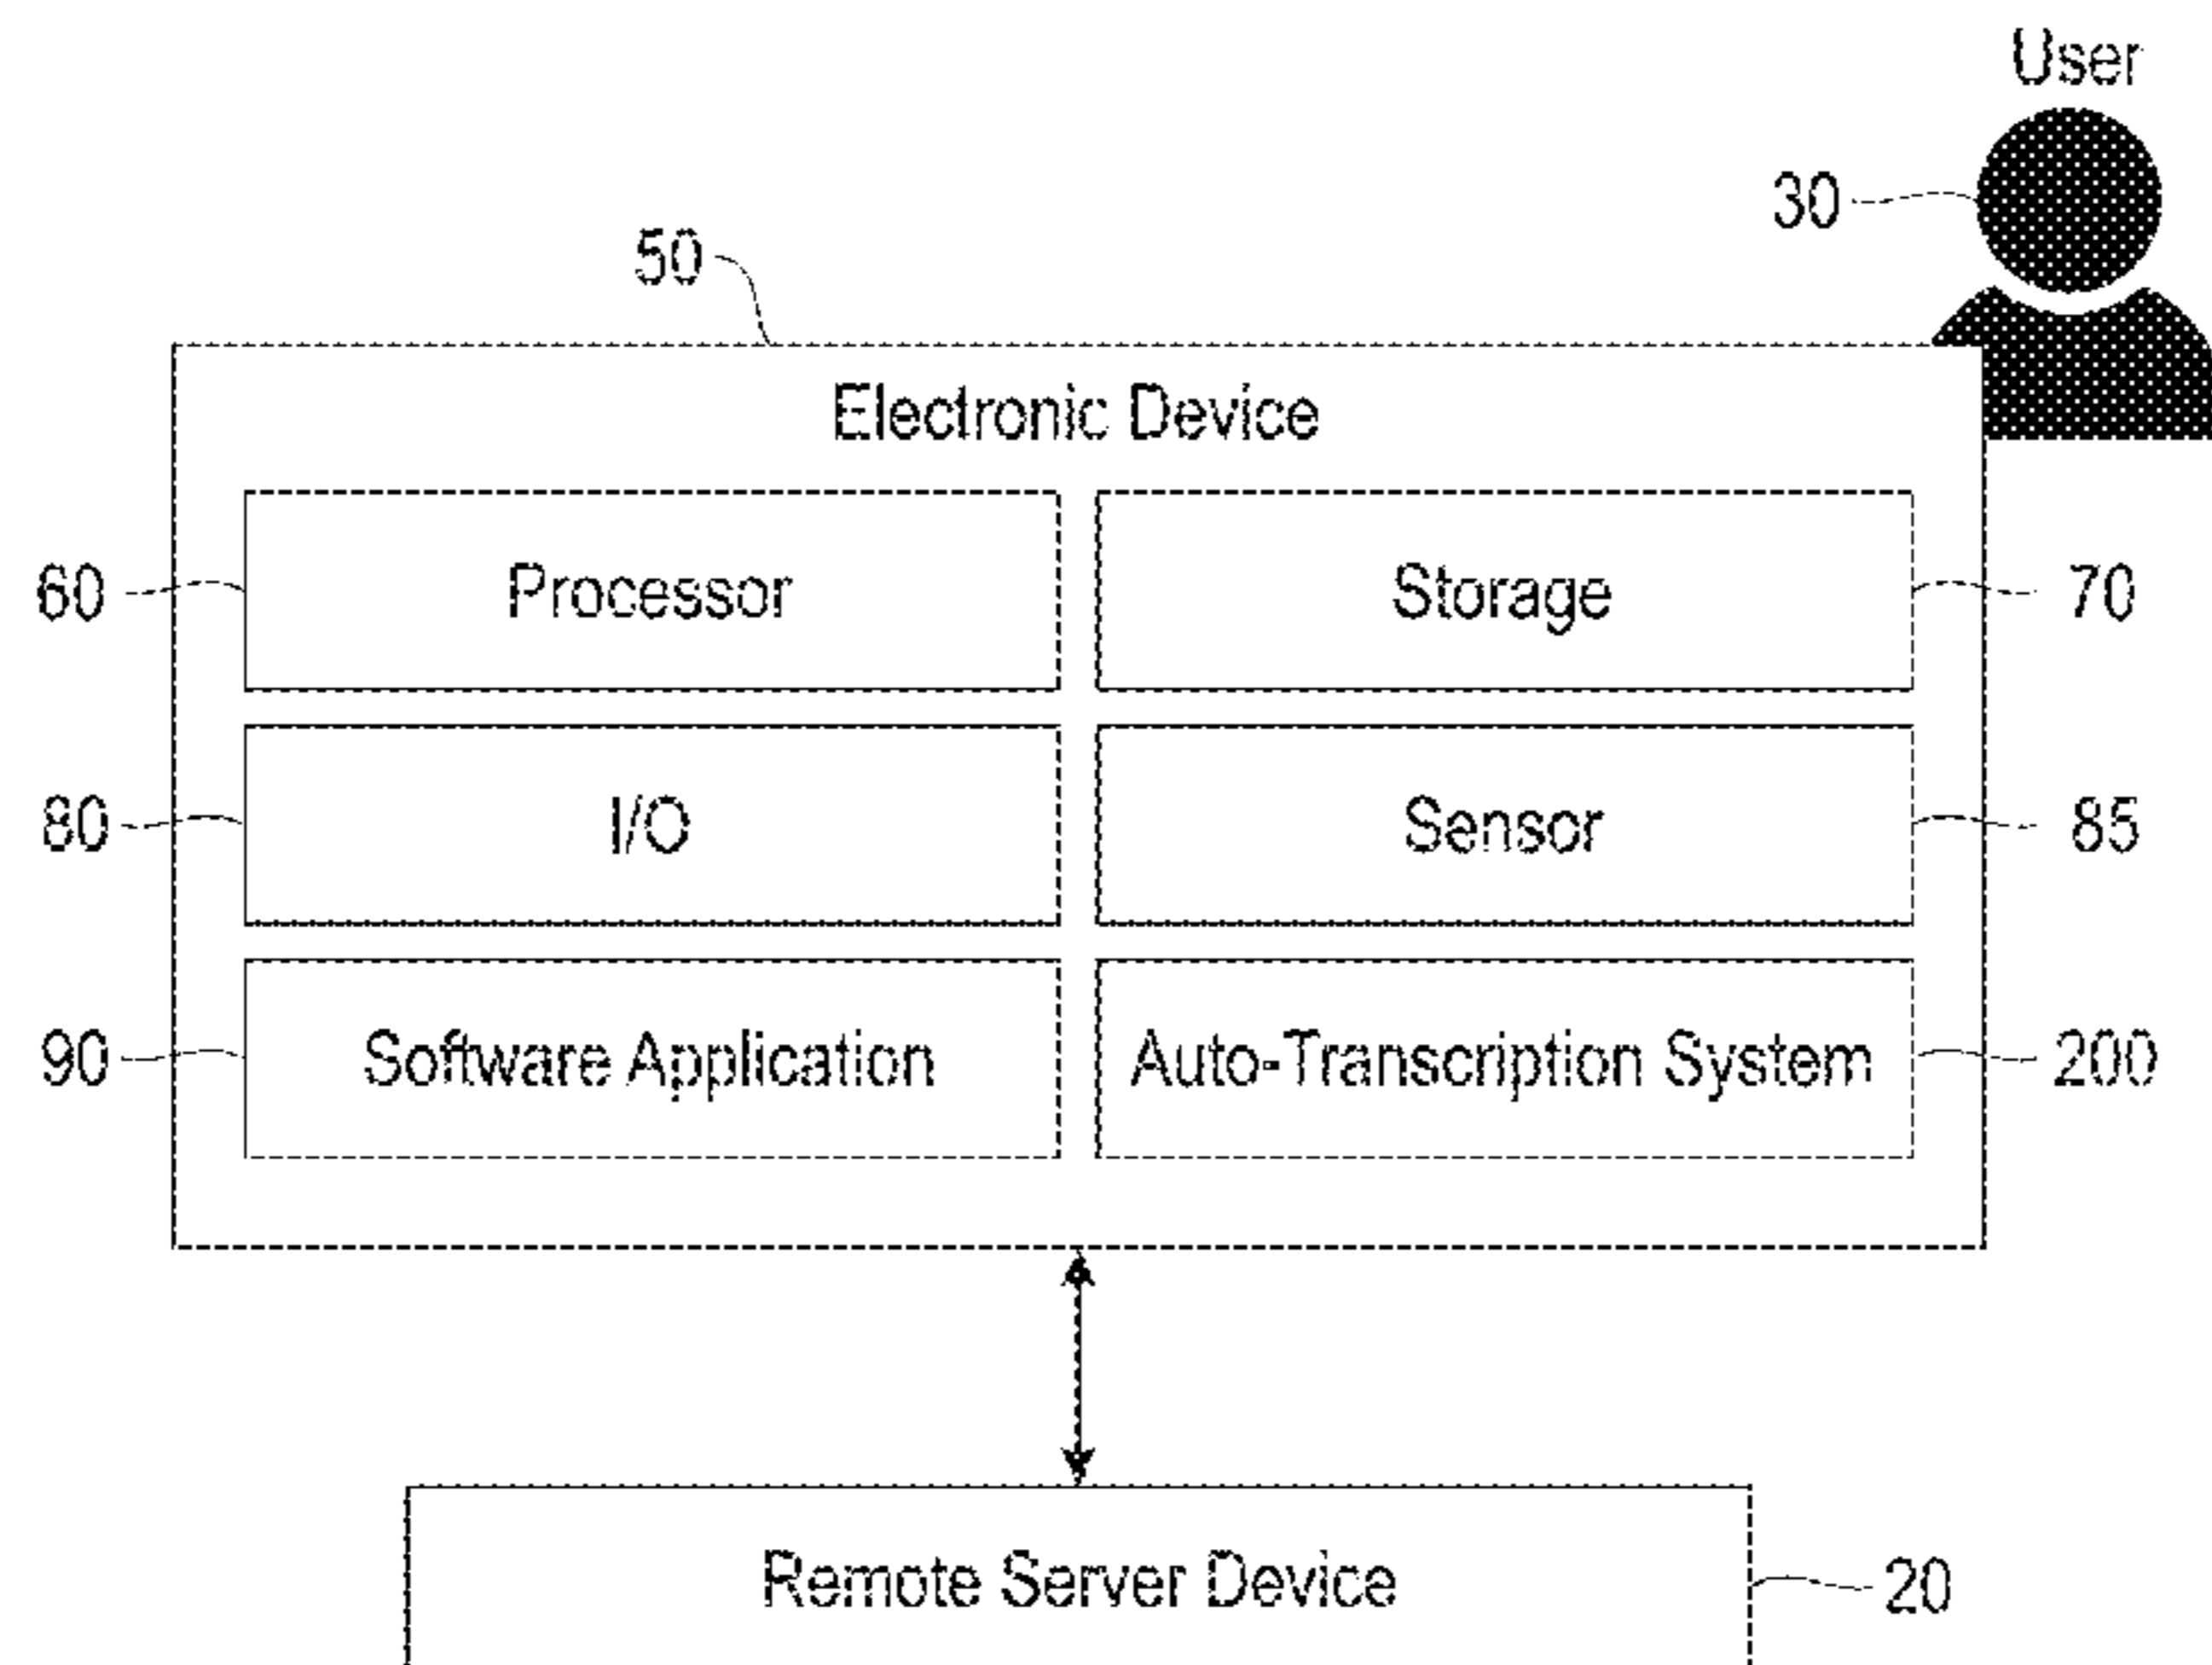 User
30
50
Electronic Device
60 Processor Storage 70
80 I/O Sensor 85
90 Software Application Auto-Transcription System 200
Remote Server Device 20